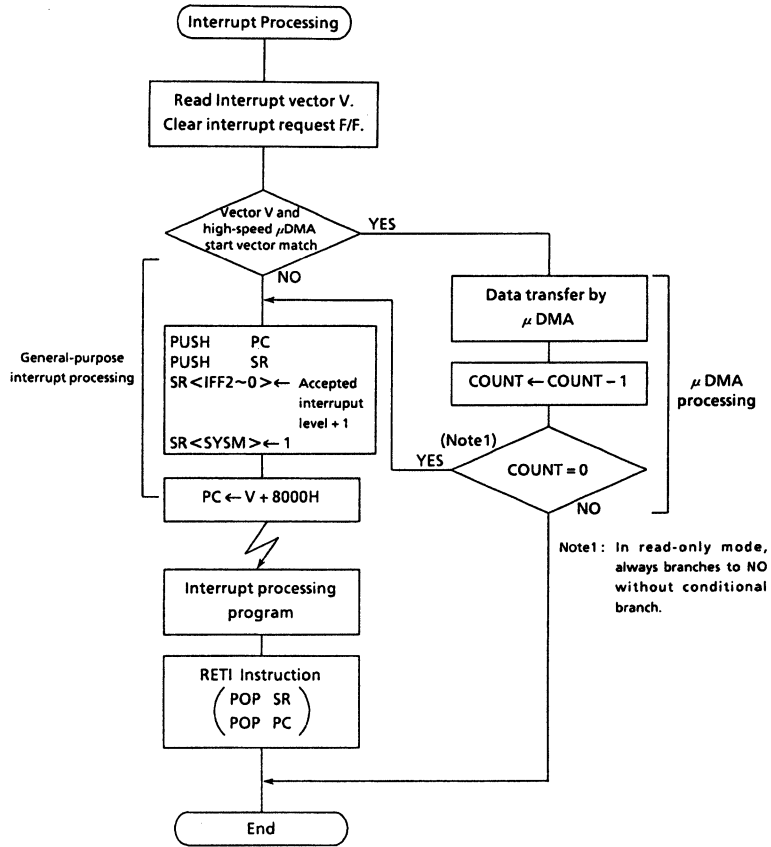 Interrupt Processing
Read Interrupt vector V.
Clear interrupt request F/F.
Vector V and
high-speed μDMA
start vector match
YES
NO
General-purpose
interrupt processing
PUSH PC
PUSH SR
SR<IFF2~0>← Accepted
interruput
level + 1
SR<SYSM>←1
PC←V + 8000H
Interrupt processing
program
RETI Instruction
(POP SR
POP PC)
End
Data transfer by
μ DMA
COUNT←COUNT – 1
(Note1)
YES
COUNT = 0
NO
μ DMA
processing
Note1 : In read-only mode,
always branches to NO
without conditional
branch.